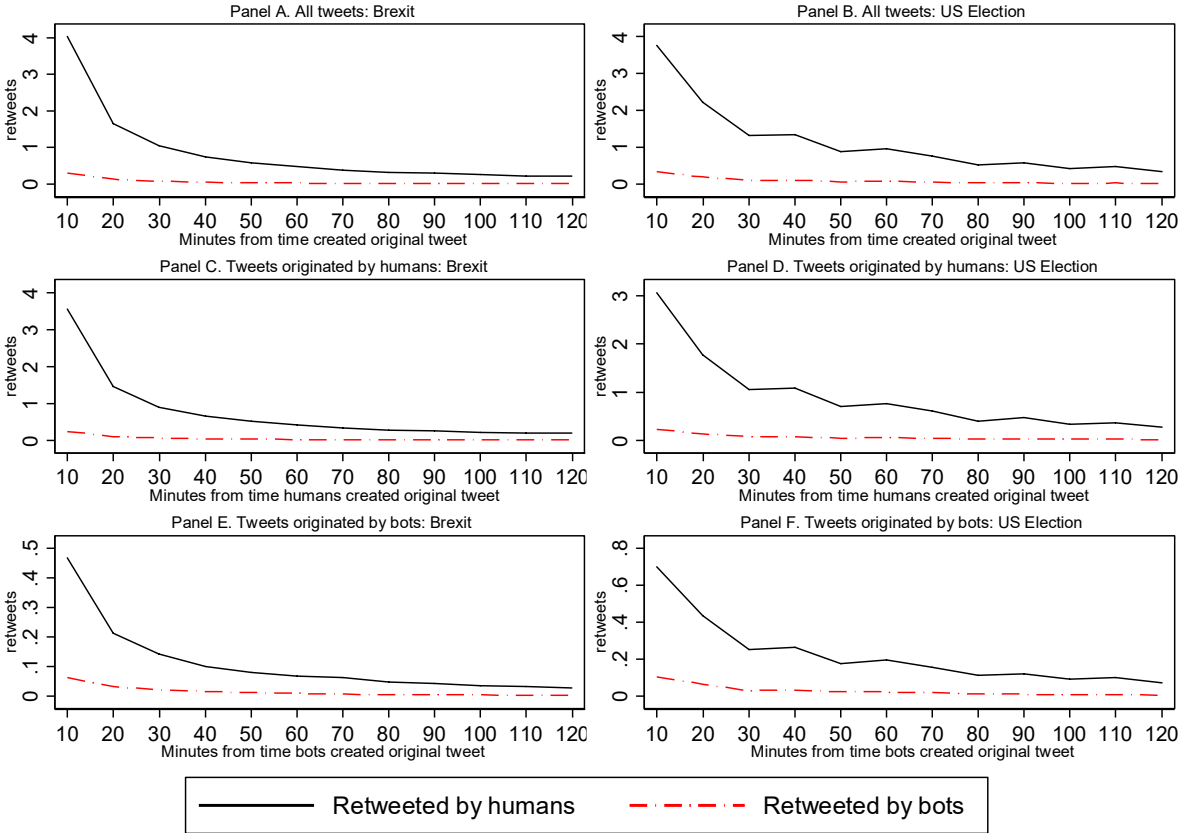 Panel A. All tweets: Brexit
retweets
4
3
2
1
0
10 20 30 40 50 60 70 80 90 100 110 120
Minutes from time created original tweet
Panel B. All tweets: US Election
retweets
4
3
2
1
0
10 20 30 40 50 60 70 80 90 100 110 120
Minutes from time created original tweet
Panel C. Tweets originated by humans: Brexit
retweets
4
3
2
1
0
10 20 30 40 50 60 70 80 90 100 110 120
Minutes from time humans created original tweet
Panel D. Tweets originated by humans: US Election
retweets
3
2
1
0
10 20 30 40 50 60 70 80 90 100 110 120
Minutes from time humans created original tweet
Panel E. Tweets originated by bots: Brexit
retweets
.5
.4
.3
.2
.1
0
10 20 30 40 50 60 70 80 90 100 110 120
Minutes from time bots created original tweet
Panel F. Tweets originated by bots: US Election
retweets
.8
.6
.4
.2
0
10 20 30 40 50 60 70 80 90 100 110 120
Minutes from time bots created original tweet
Retweeted by humans
Retweeted by bots